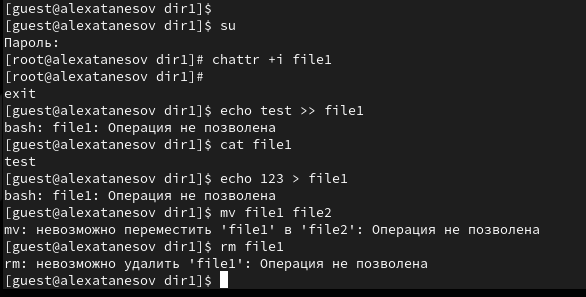 [guest@alexatanesov dir1]$
[guest@alexatanesov dir1]$ su
Пароль:
[root@alexatanesov dir1]# chattr +i file1
[root@alexatanesov dir1]#
exit
[guest@alexatanesov dir1]$ echo test >> file1
bash: file1: Операция не позволена
[guest@alexatanesov dir1]$ cat file1
test
[guest@alexatanesov dir1]$ echo 123 > file1
bash: file1: Операция не позволена
[guest@alexatanesov dir1]$ mv file1 file2
mv: невозможно переместить 'file1' в 'file2': Операция не позволена
[guest@alexatanesov dir1]$ rm file1
rm: невозможно удалить 'file1': Операция не позволена
[guest@alexatanesov dir1]$